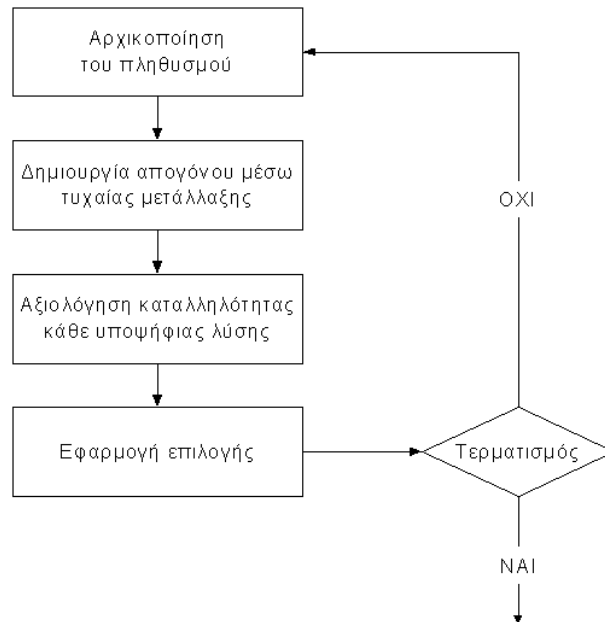 Αρχικοποίηση
του πληθυσμού
Δημιουργία απογόνου μέσω
τυχαίας μετάλλαξης
ΟΧΙ
Αξιολόγηση καταλληλότητας
κάθε υποψήφιας λύσης
Εφαρμογή επιλογής
Τερματισμός
ΝΑΙ